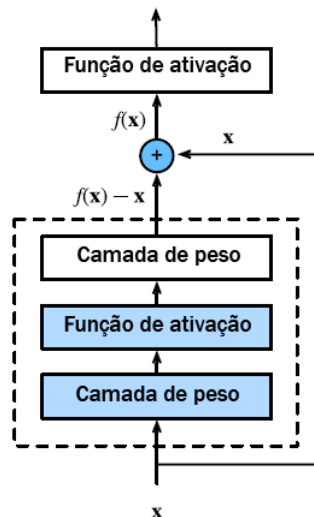 Função de ativação
f(x)
+
x
f(x) – x
Camada de peso
Função de ativação
Camada de peso
x